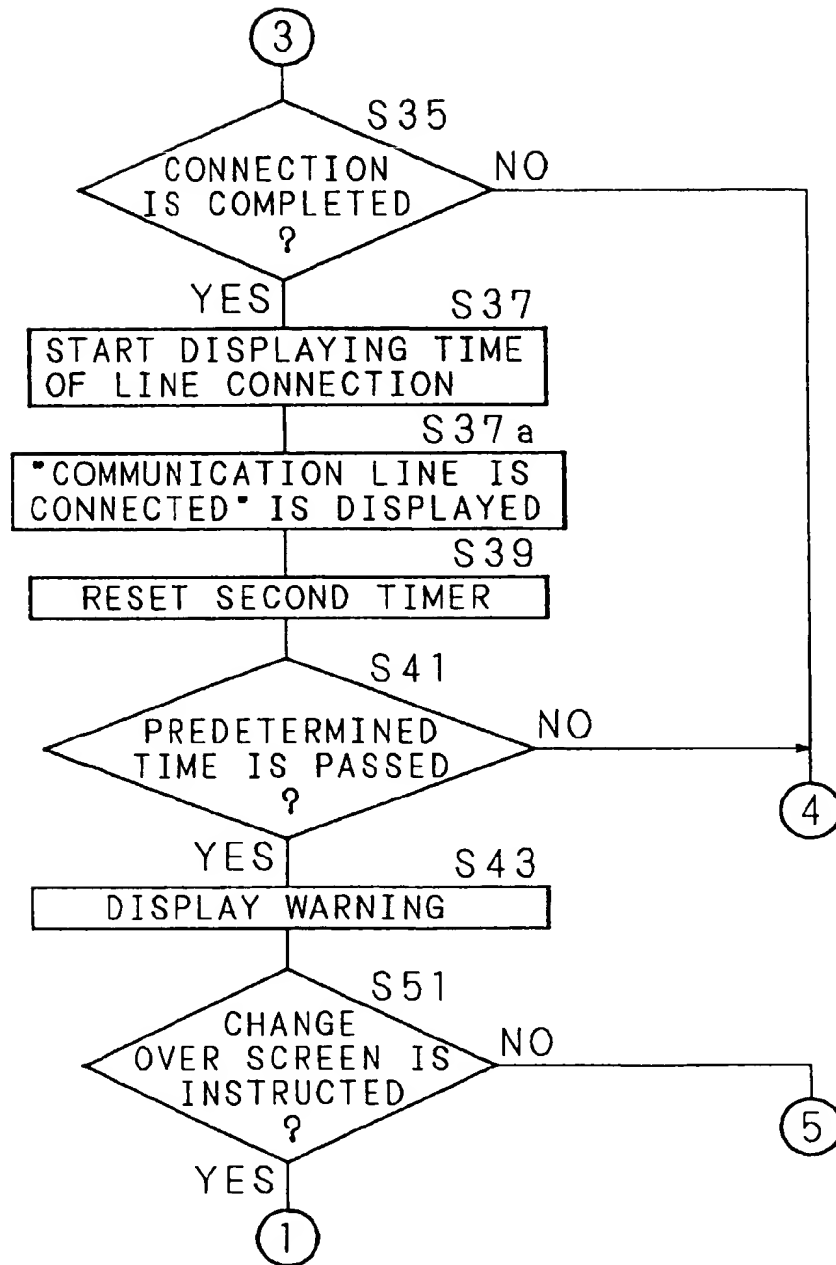 3
S35
CONNECTION
IS COMPLETED
?
NO
YES
S37
START DISPLAYING TIME
OF LINE CONNECTION
S37a
"COMMUNICATION LINE IS
CONNECTED" IS DISPLAYED
S39
RESET SECOND TIMER
S41
PREDETERMINED
TIME IS PASSED
?
NO
4
YES
S43
DISPLAY WARNING
S51
CHANGE
OVER SCREEN IS
INSTRUCTED
?
NO
5
YES
1